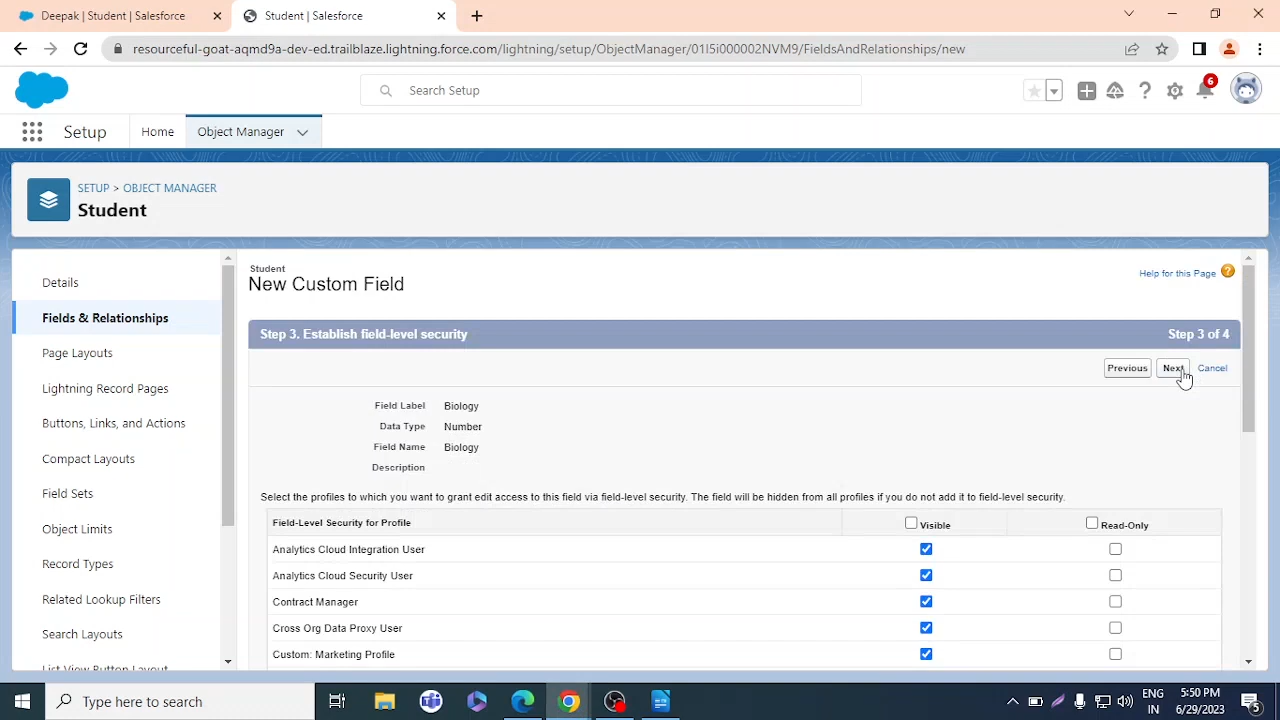 Deepak | Student | Salesforce
Student | Salesforce
resourceful-goat-aqmd9a-dev-ed.trailblaze.lightning.force.com/lightning/setup/ObjectManager/01I5i000002NVM9/FieldsAndRelationships/new
Search Setup
6
Setup
Home
Object Manager
SETUP > OBJECT MANAGER
Student
Details
Fields & Relationships
Page Layouts
Lightning Record Pages
Buttons, Links, and Actions
Compact Layouts
Field Sets
Object Limits
Record Types
Related Lookup Filters
Search Layouts
List View Button Layout
Student
New Custom Field
Help for this Page
Step 3. Establish field-level security
Step 3 of 4
Previous
Next
Cancel
Field Label Biology
Data Type Number
Field Name Biology
Description
Select the profiles to which you want to grant edit access to this field via field-level security. The field will be hidden from all profiles if you do not add it to field-level security.
Field-Level Security for Profile Visible Read-Only
Analytics Cloud Integration User
Analytics Cloud Security User
Contract Manager
Cross Org Data Proxy User
Custom: Marketing Profile
Type here to search
ENG
IN
5:50 PM
6/29/2023
5